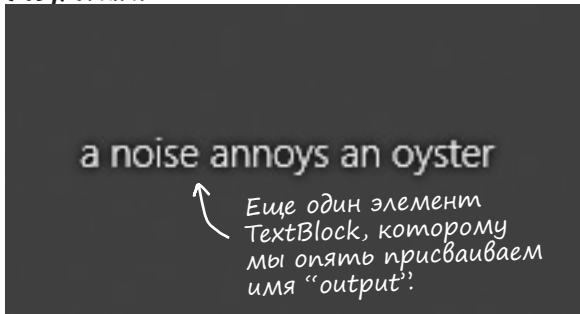 a noise annoys an oyster
Еще один элемент
TextBlock, которому
мы опять присваиваем
имя “output”.